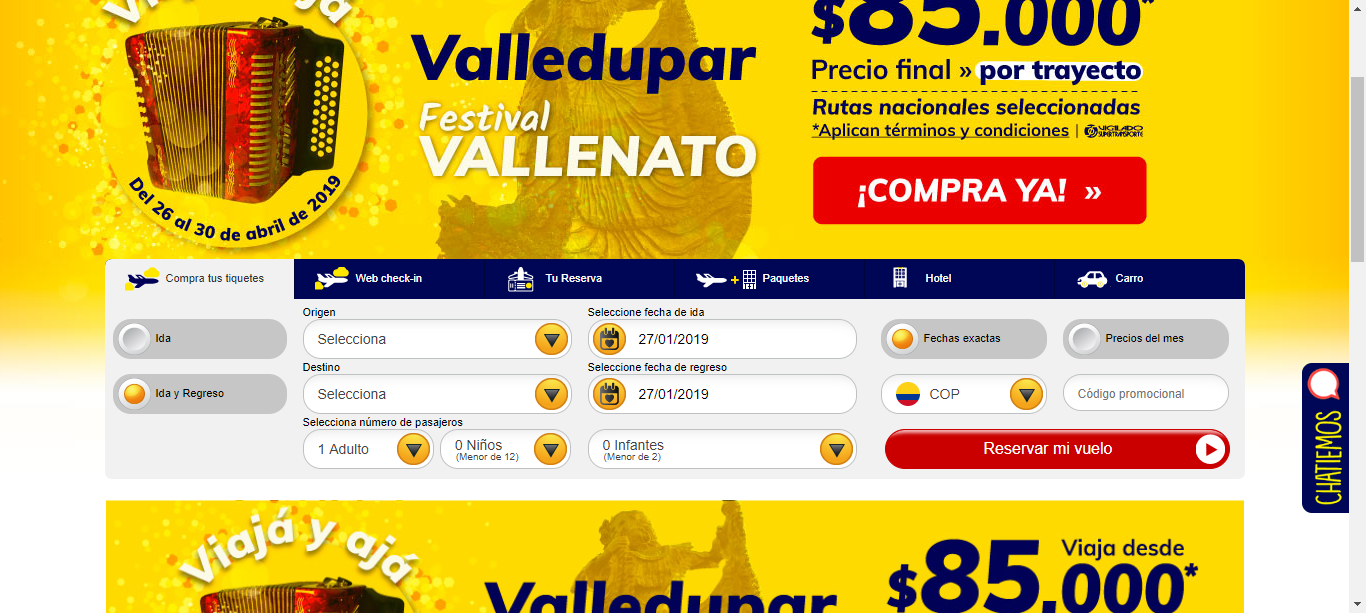 Viajá y ajá
Del 26 al 30 de abril de 2019
Valledupar
Festival
VALLENATO
$85.000*
Precio final » por trayecto
Rutas nacionales seleccionadas
*Aplican términos y condiciones | VIGILADO
SUPERTRANSPORTE
¡COMPRA YA! »
Compra tus tiquetes
Web check-in
Tu Reserva
Paquetes
Hotel
Carro
Ida
Ida y Regreso
Origen
Selecciona
Destino
Selecciona
Selecciona número de pasajeros
1 Adulto
0 Niños
(Menor de 12)
0 Infantes
(Menor de 2)
Seleccione fecha de ida
27/01/2019
Seleccione fecha de regreso
27/01/2019
Fechas exactas
Precios del mes
COP
Código promocional
Reservar mi vuelo
CHATIEMOS
Viajá y ajá
Valledupar
Viaja desde
$85.000*